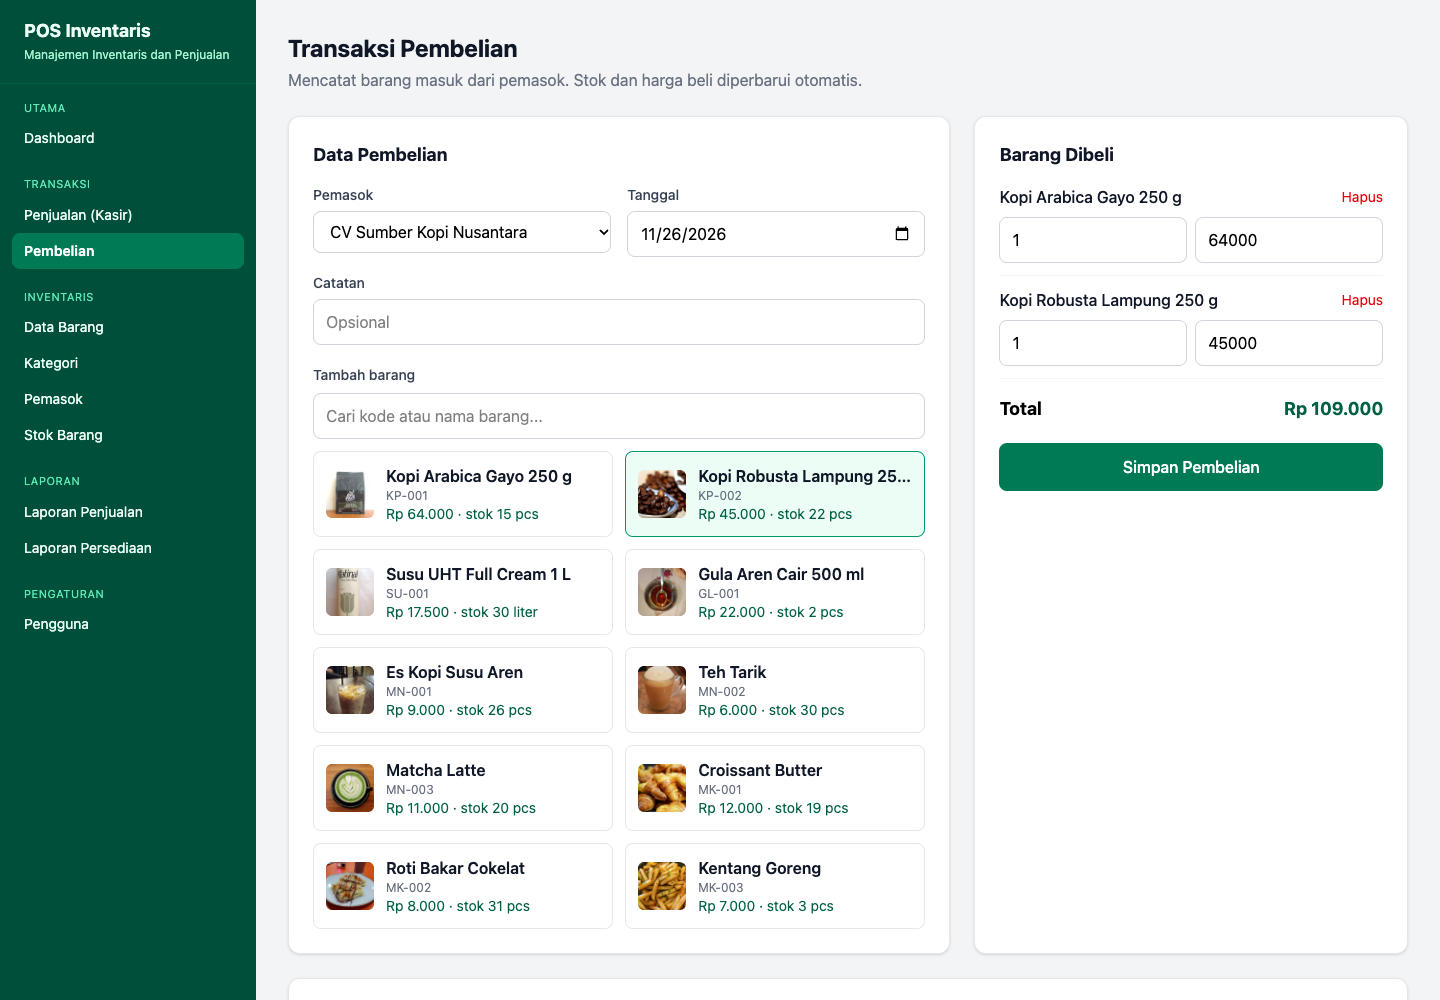 POS Inventaris
Manajemen Inventaris dan Penjualan
UTAMA
Dashboard
TRANSAKSI
Penjualan (Kasir)
Pembelian
INVENTARIS
Data Barang
Kategori
Pemasok
Stok Barang
LAPORAN
Laporan Penjualan
Laporan Persediaan
PENGATURAN
Pengguna
Transaksi Pembelian
Mencatat barang masuk dari pemasok. Stok dan harga beli diperbarui otomatis.
Data Pembelian
Pemasok
Tanggal
CV Sumber Kopi Nusantara
11/26/2026
Catatan
Opsional
Tambah barang
Cari kode atau nama barang...
Kopi Arabica Gayo 250 g
KP-001
Rp 64.000 · stok 15 pcs
Kopi Robusta Lampung 25...
KP-002
Rp 45.000 · stok 22 pcs
Susu UHT Full Cream 1 L
SU-001
Rp 17.500 · stok 30 liter
Gula Aren Cair 500 ml
GL-001
Rp 22.000 · stok 2 pcs
Es Kopi Susu Aren
MN-001
Rp 9.000 · stok 26 pcs
Teh Tarik
MN-002
Rp 6.000 · stok 30 pcs
Matcha Latte
MN-003
Rp 11.000 · stok 20 pcs
Croissant Butter
MK-001
Rp 12.000 · stok 19 pcs
Roti Bakar Cokelat
MK-002
Rp 8.000 · stok 31 pcs
Kentang Goreng
MK-003
Rp 7.000 · stok 3 pcs
Barang Dibeli
Kopi Arabica Gayo 250 g
Hapus
1
64000
Kopi Robusta Lampung 250 g
Hapus
1
45000
Total
Rp 109.000
Simpan Pembelian